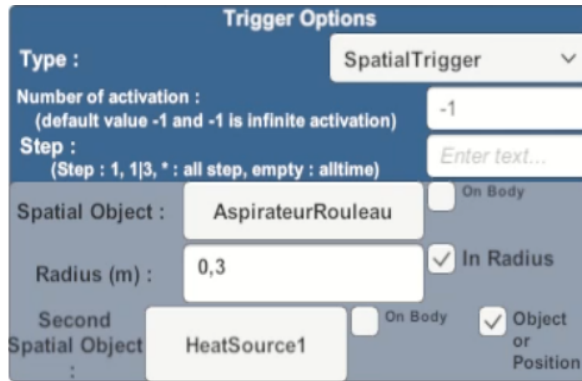 Trigger Options
Type : SpatialTrigger
Number of activation :
(default value -1 and -1 is infinite activation) -1
Step :
(Step : 1, 1|3, * : all step, empty : alltime) Enter text...
Spatial Object : AspirateurRouleau On Body
Radius (m) : 0,3 In Radius
Second
Spatial Object
:
HeatSource1 On Body Object
or
Position